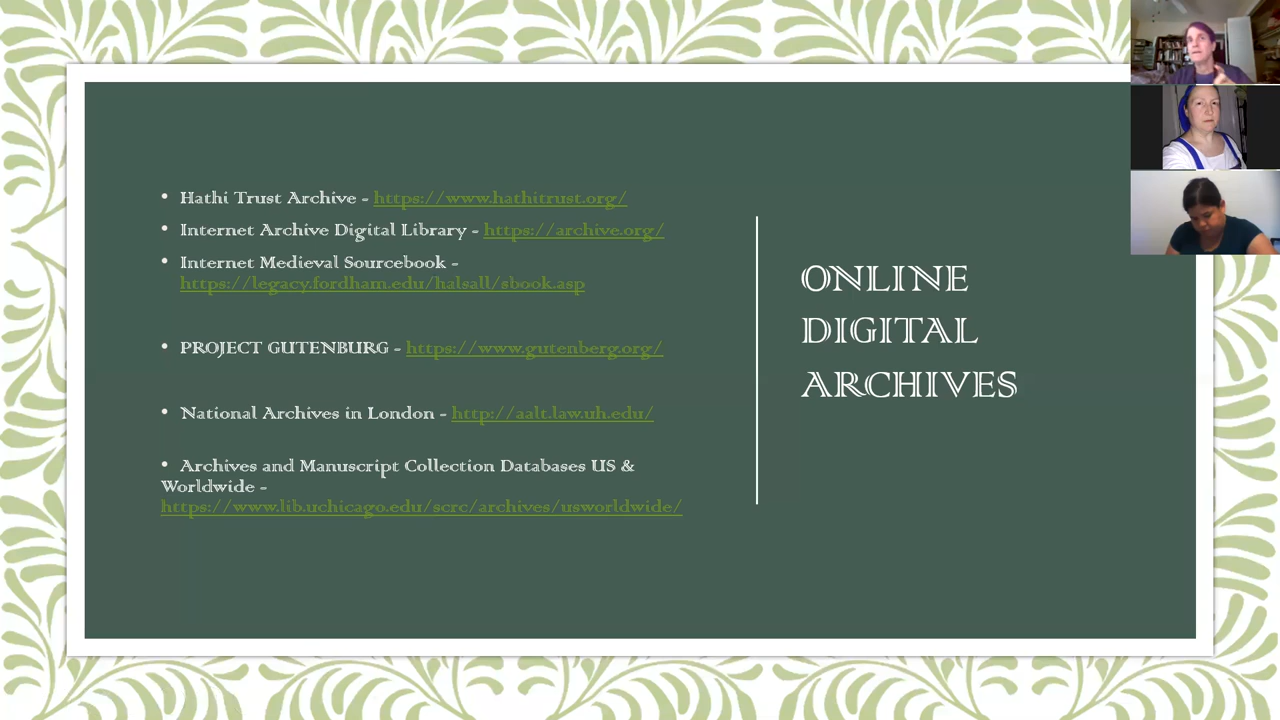 • Hathi Trust Archive - https://www.hathitrust.org/
• Internet Archive Digital Library - https://archive.org/
• Internet Medieval Sourcebook -
https://legacy.fordham.edu/halsall/sbook.asp
• PROJECT GUTENBURG - https://www.gutenberg.org/
• National Archives in London - http://aalt.law.uh.edu/
• Archives and Manuscript Collection Databases US &
Worldwide -
https://www.lib.uchicago.edu/scrc/archives/usworldwide/
ONLINE
DIGITAL
ARCHIVES